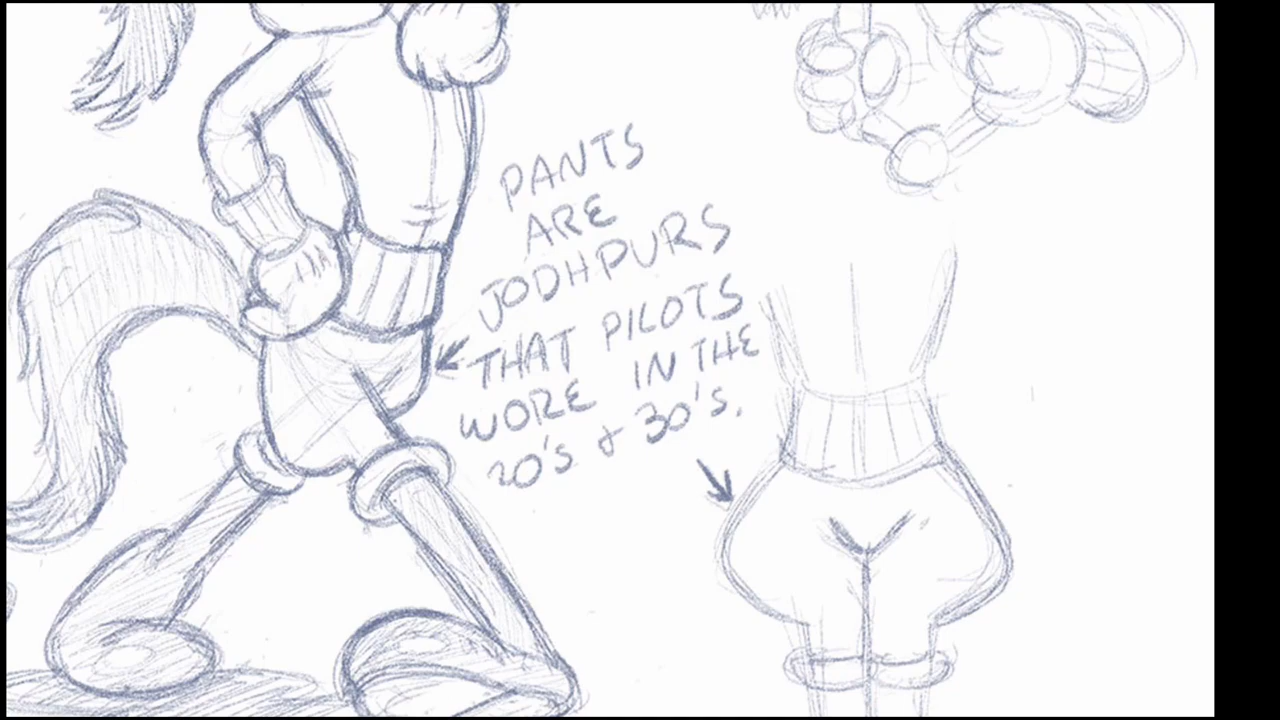 PANTS
ARE
JODHPURS
THAT PILOTS
WORE IN THE
20's & 30's.